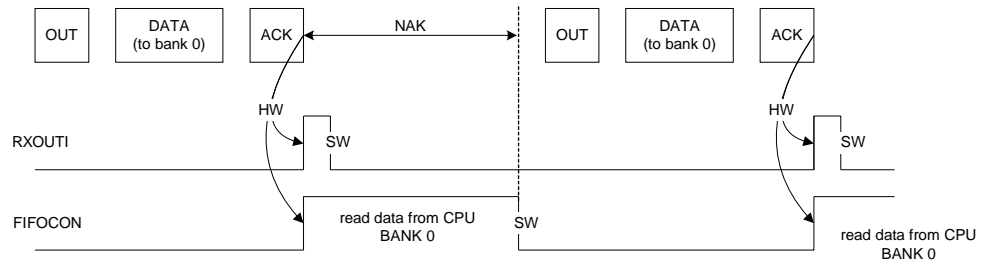 NAK
OUT
DATA
(to bank 0)
ACK
OUT
DATA
(to bank 0)
ACK
HW
HW
RXOUTI
SW
SW
FIFOCON
read data from CPU
BANK 0
SW
read data from CPU
BANK 0